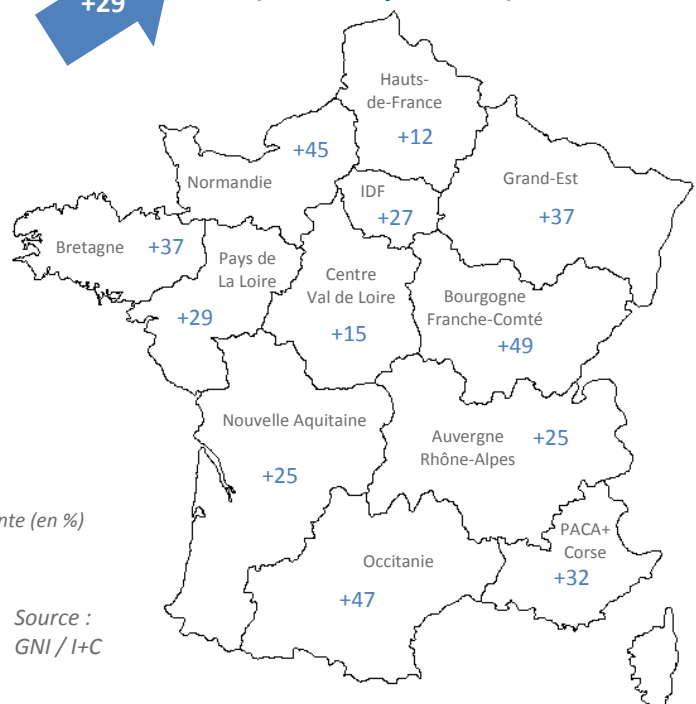 +29
Hauts-
de-France
+12
+45
Normandie
IDF
+27
Grand-Est
+37
Bretagne +37
Pays de
La Loire
+29
Centre
Val de Loire
+15
Bourgogne
Franche-Comté
+49
Nouvelle Aquitaine
+25
Auvergne +25
Rhône-Alpes
(en %)
PACA+
Corse
+32
Occitanie
+47
Source :
GNI / I+C